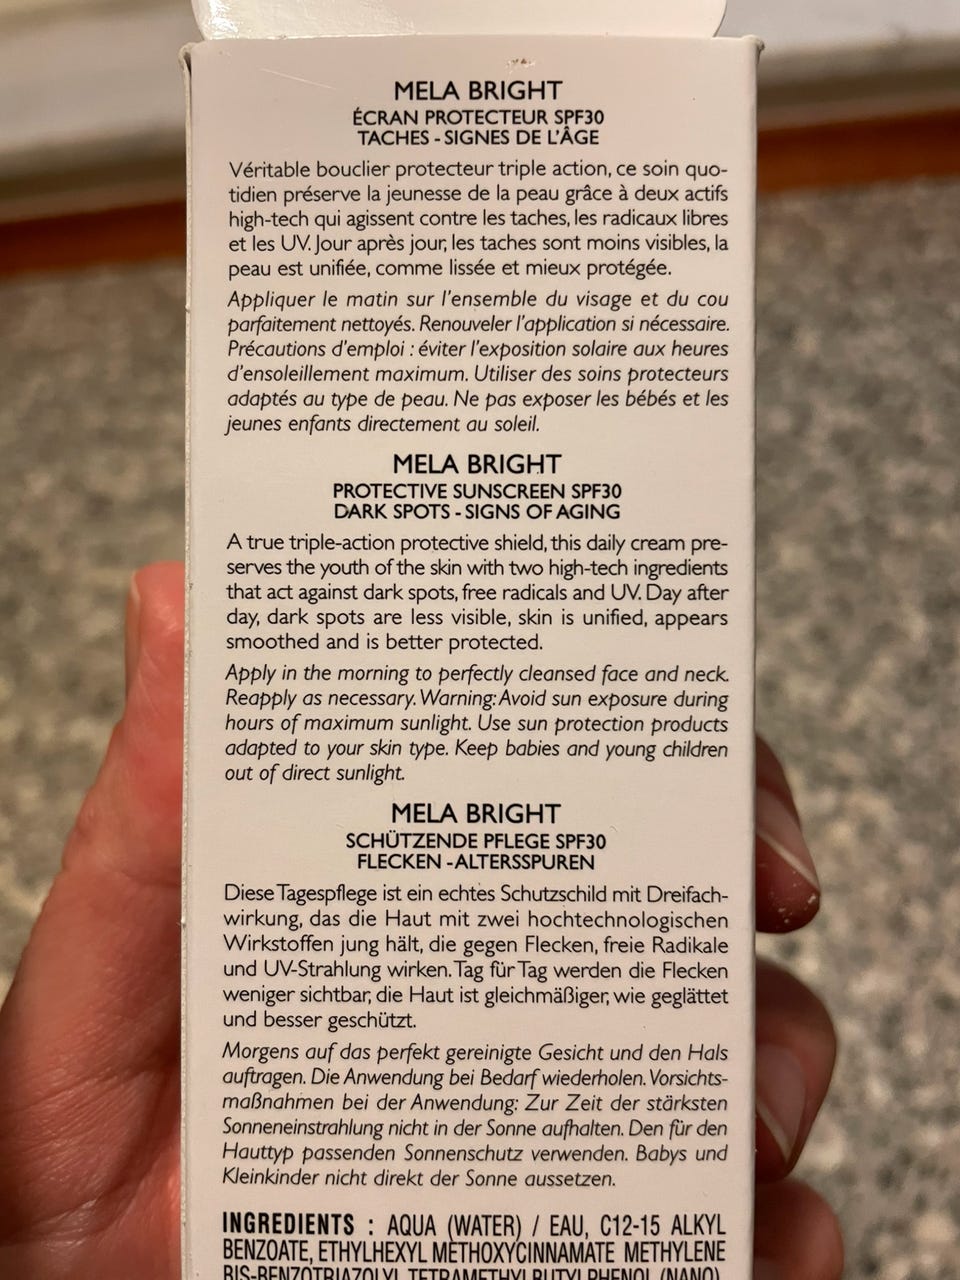 MELA BRIGHT
ÉCRAN PROTECTEUR SPF30
TACHES - SIGNES DE L'ÂGE
Véritable bouclier protecteur triple action, ce soin quo-
tidien préserve la jeunesse de la peau grâce à deux actifs
high-tech qui agissent contre les taches, les radicaux libres
et les UV. Jour après jour, les taches sont moins visibles, la
peau est unifiée, comme lissée et mieux protégée.
Appliquer le matin sur l'ensemble du visage et du cou
parfaitement nettoyés. Renouveler l'application si nécessaire.
Précautions d'emploi : éviter l'exposition solaire aux heures
d'ensoleillement maximum. Utiliser des soins protecteurs
adaptés au type de peau. Ne pas exposer les bébés et les
jeunes enfants directement au soleil.
MELA BRIGHT
PROTECTIVE SUNSCREEN SPF30
DARK SPOTS - SIGNS OF AGING
A true triple-action protective shield, this daily cream pre-
serves the youth of the skin with two high-tech ingredients
that act against dark spots, free radicals and UV. Day after
day, dark spots are less visible, skin is unified, appears
smoothed and is better protected.
Apply in the morning to perfectly cleansed face and neck.
Reapply as necessary. Warning: Avoid sun exposure during
hours of maximum sunlight. Use sun protection products
adapted to your skin type. Keep babies and young children
out of direct sunlight.
MELA BRIGHT
SCHÜTZENDE PFLEGE SPF30
FLECKEN - ALTERSSPUREN
Diese Tagespflege ist ein echtes Schutzschild mit Dreifach-
wirkung, das die Haut mit zwei hochtechnologischen
Wirkstoffen jung hält, die gegen Flecken, freie Radikale
und UV-Strahlung wirken. Tag für Tag werden die Flecken
weniger sichtbar, die Haut ist gleichmäßiger, wie geglättet
und besser geschützt.
Morgens auf das perfekt gereinigte Gesicht und den Hals
auftragen. Die Anwendung bei Bedarf wiederholen. Vorsichts-
maßnahmen bei der Anwendung: Zur Zeit der stärksten
Sonneneinstrahlung nicht in der Sonne aufhalten. Den für den
Hauttyp passenden Sonnenschutz verwenden. Babys und
Kleinkinder nicht direkt der Sonne aussetzen.
INGREDIENTS : AQUA (WATER) / EAU, C12-15 ALKYL
BENZOATE, ETHYLHEXYL METHOXYCINNAMATE METHYLENE
BIS-BENZOTRIAZOLYL TETRAMETHYLBUTYLPHENOL (NANO),